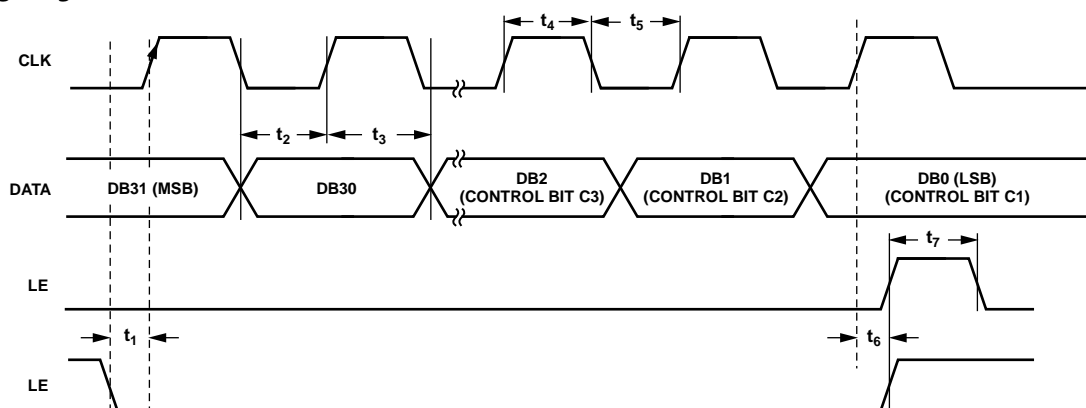 t4 t5
CLK
t2 t3
DATA DB31 (MSB) DB30 DB2 DB1 DB0 (LSB)
(CONTROL BIT C3) (CONTROL BIT C2) (CONTROL BIT C1)
t7
LE
t1 t6
LE